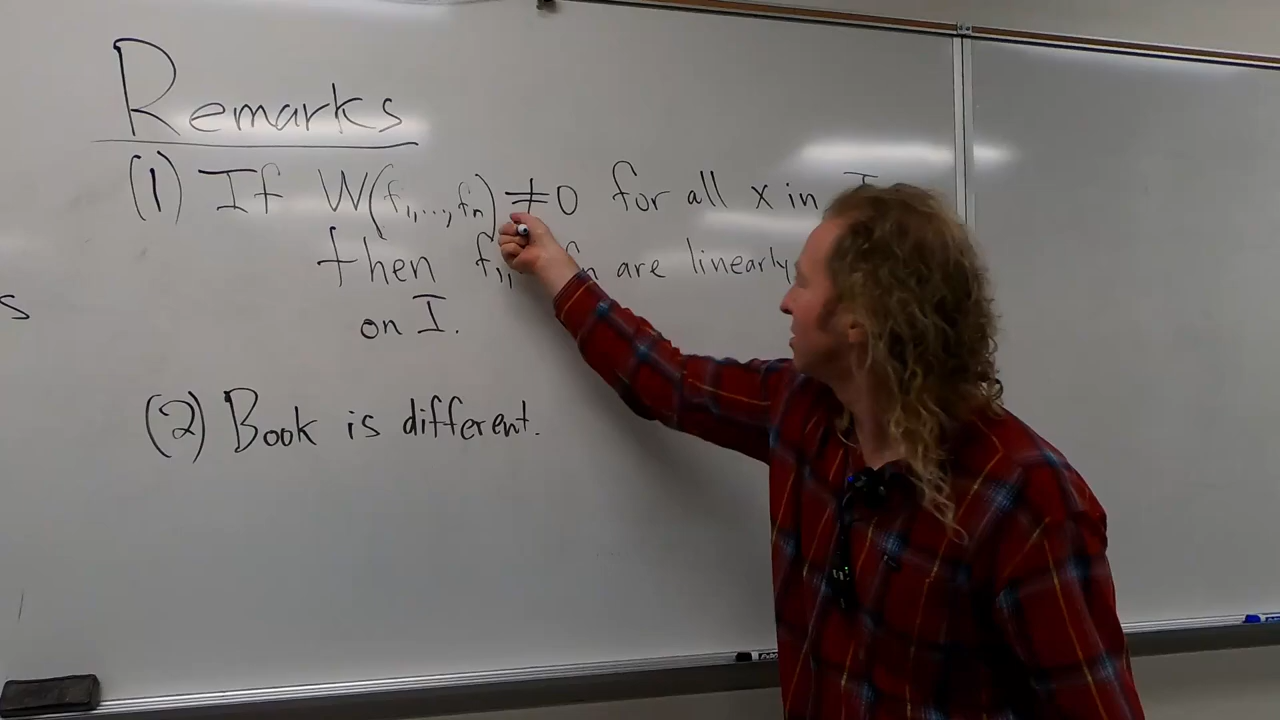 Remarks
(1) If W(f₁,...,fₙ) ≠ 0 for all x in I
then f₁, fₙ are linearly
on I.
(2) Book is different.
s